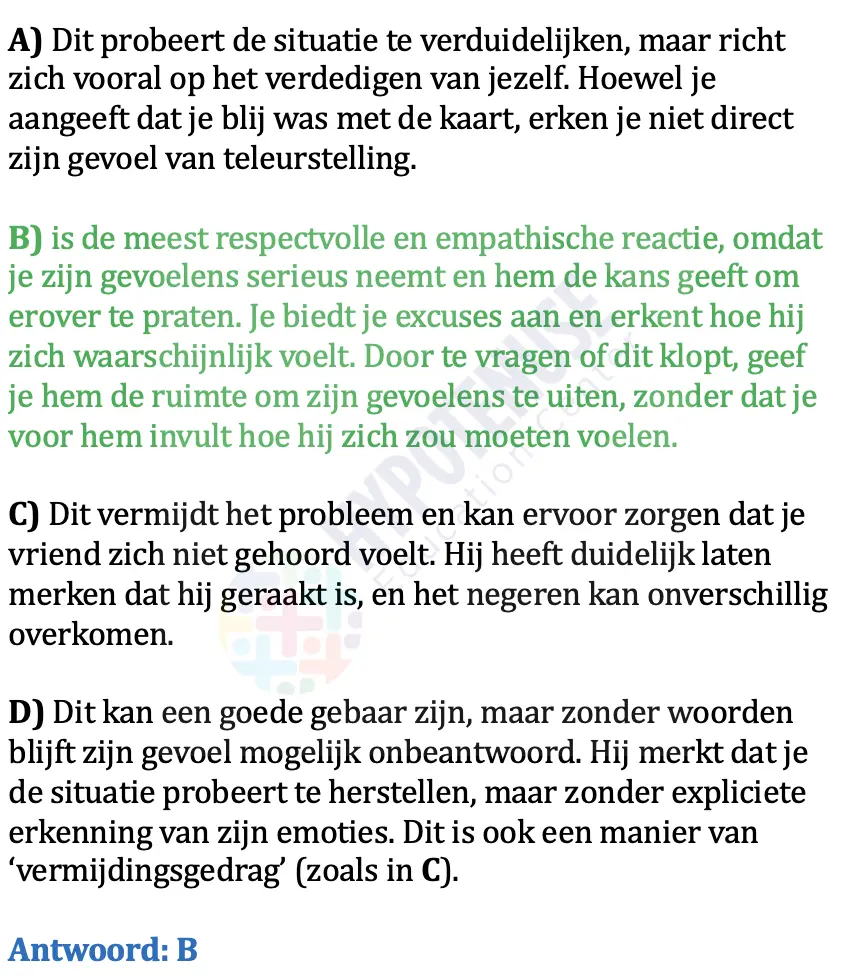 A) Dit probeert de situatie te verduidelijken, maar richt
zich vooral op het verdedigen van jezelf. Hoewel je
aangeeft dat je blij was met de kaart, erken je niet direct
zijn gevoel van teleurstelling.
B) is de meest respectvolle en empathische reactie, omdat
je zijn gevoelens serieus neemt en hem de kans geeft om
erover te praten. Je biedt je excuses aan en erkent hoe hij
zich waarschijnlijk voelt. Door te vragen of dit klopt, geef
je hem de ruimte om zijn gevoelens te uiten, zonder dat je
voor hem invult hoe hij zich zou moeten voelen.
C) Dit vermijdt het probleem en kan ervoor zorgen dat je
vriend zich niet gehoord voelt. Hij heeft duidelijk laten
merken dat hij geraakt is, en het negeren kan onverschillig
overkomen.
D) Dit kan een goede gebaar zijn, maar zonder woorden
blijft zijn gevoel mogelijk onbeantwoord. Hij merkt dat je
de situatie probeert te herstellen, maar zonder expliciete
erkenning van zijn emoties. Dit is ook een manier van
‘vermijdingsgedrag’ (zoals in C).
Antwoord: B
HYPOTENUSE
Education Center